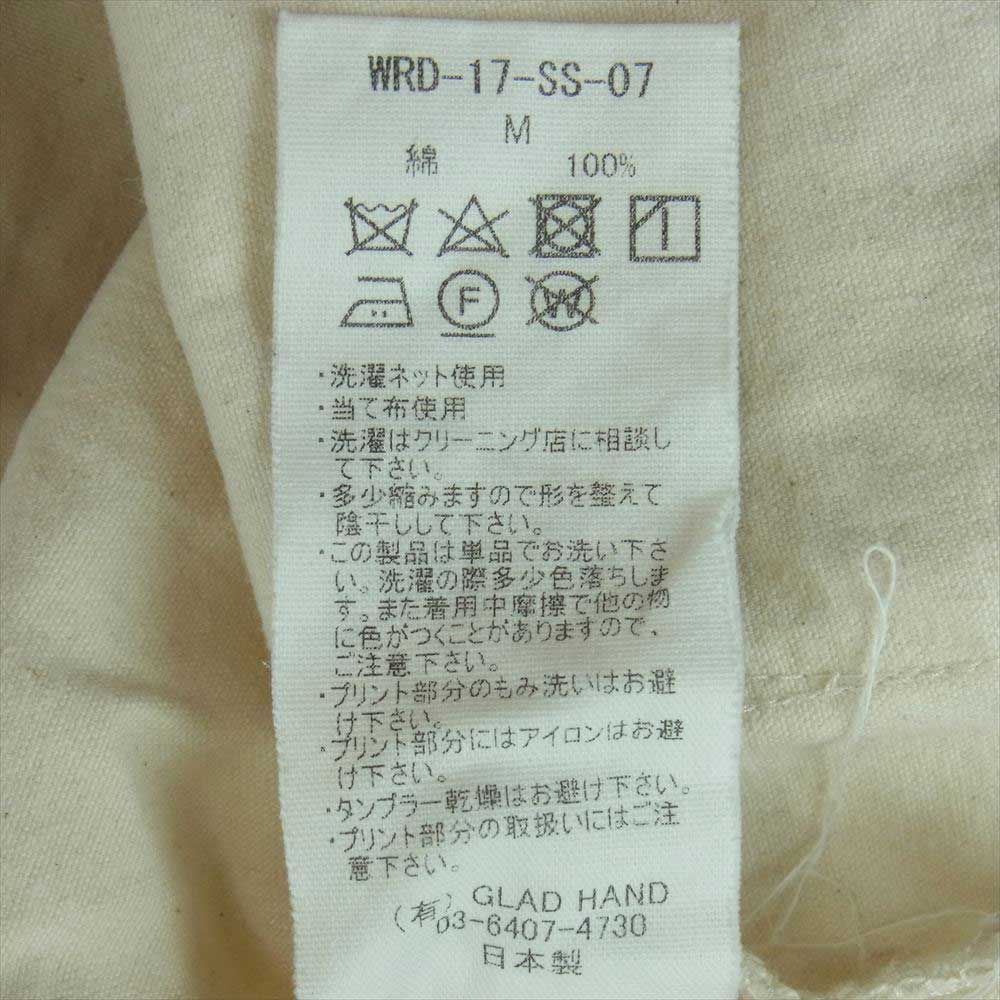 WRD-17-SS-07
M
綿 100%
F
W
・洗濯ネット使用
・当て布使用
・洗濯はクリーニング店に相談し
て下さい。
・多少縮みますので形を整えて
陰干しして下さい。
・この製品は単品でお洗い下さ
い。洗濯の際多少色落ちしま
す。また着用中摩擦で他の物
に色がつくことがありますので、
ご注意下さい。
・プリント部分のもみ洗いはお避
け下さい。
・プリント部分にはアイロンはお避
け下さい。
・タンブラー乾燥はお避け下さい。
・プリント部分の取扱いにはご注
意下さい。
(有) GLAD HAND
03-6407-4730
日本製